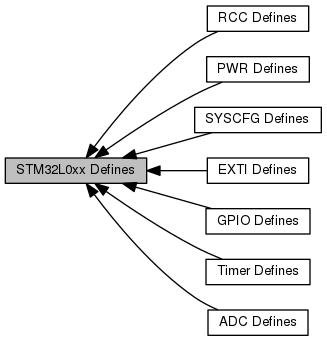 RCC Defines
PWR Defines
SYSCFG Defines
STM32L0xx Defines
EXTI Defines
GPIO Defines
Timer Defines
ADC Defines